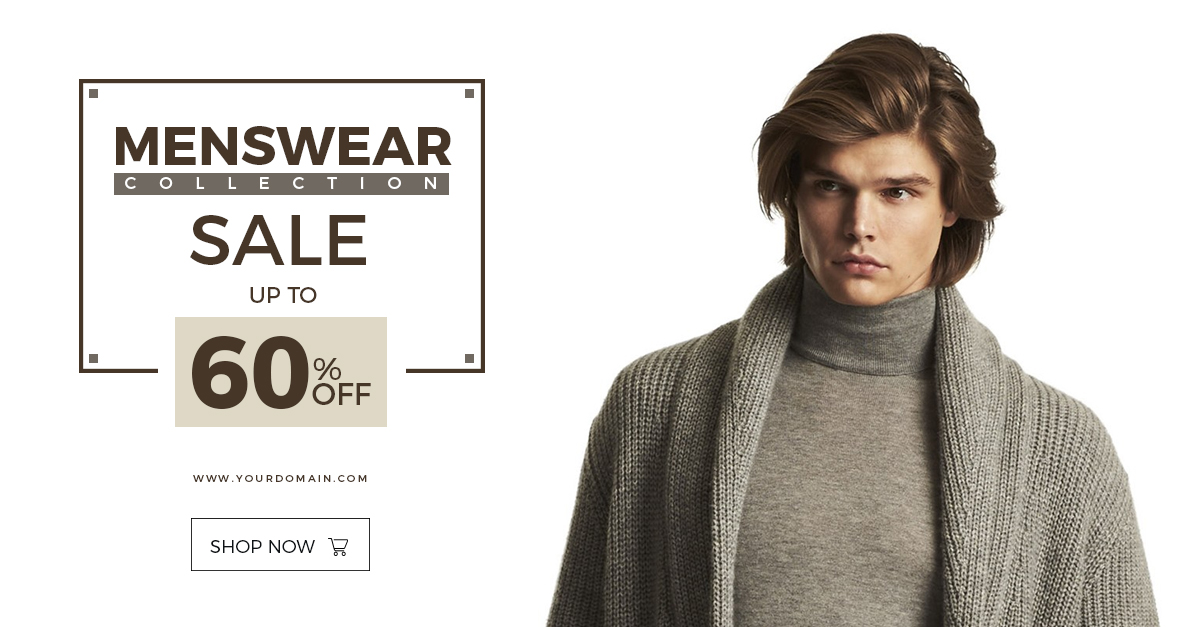 MENSWEAR
COLLECTION
SALE
UP TO
60%
OFF
WWW.YOURDOMAIN.COM
SHOP NOW